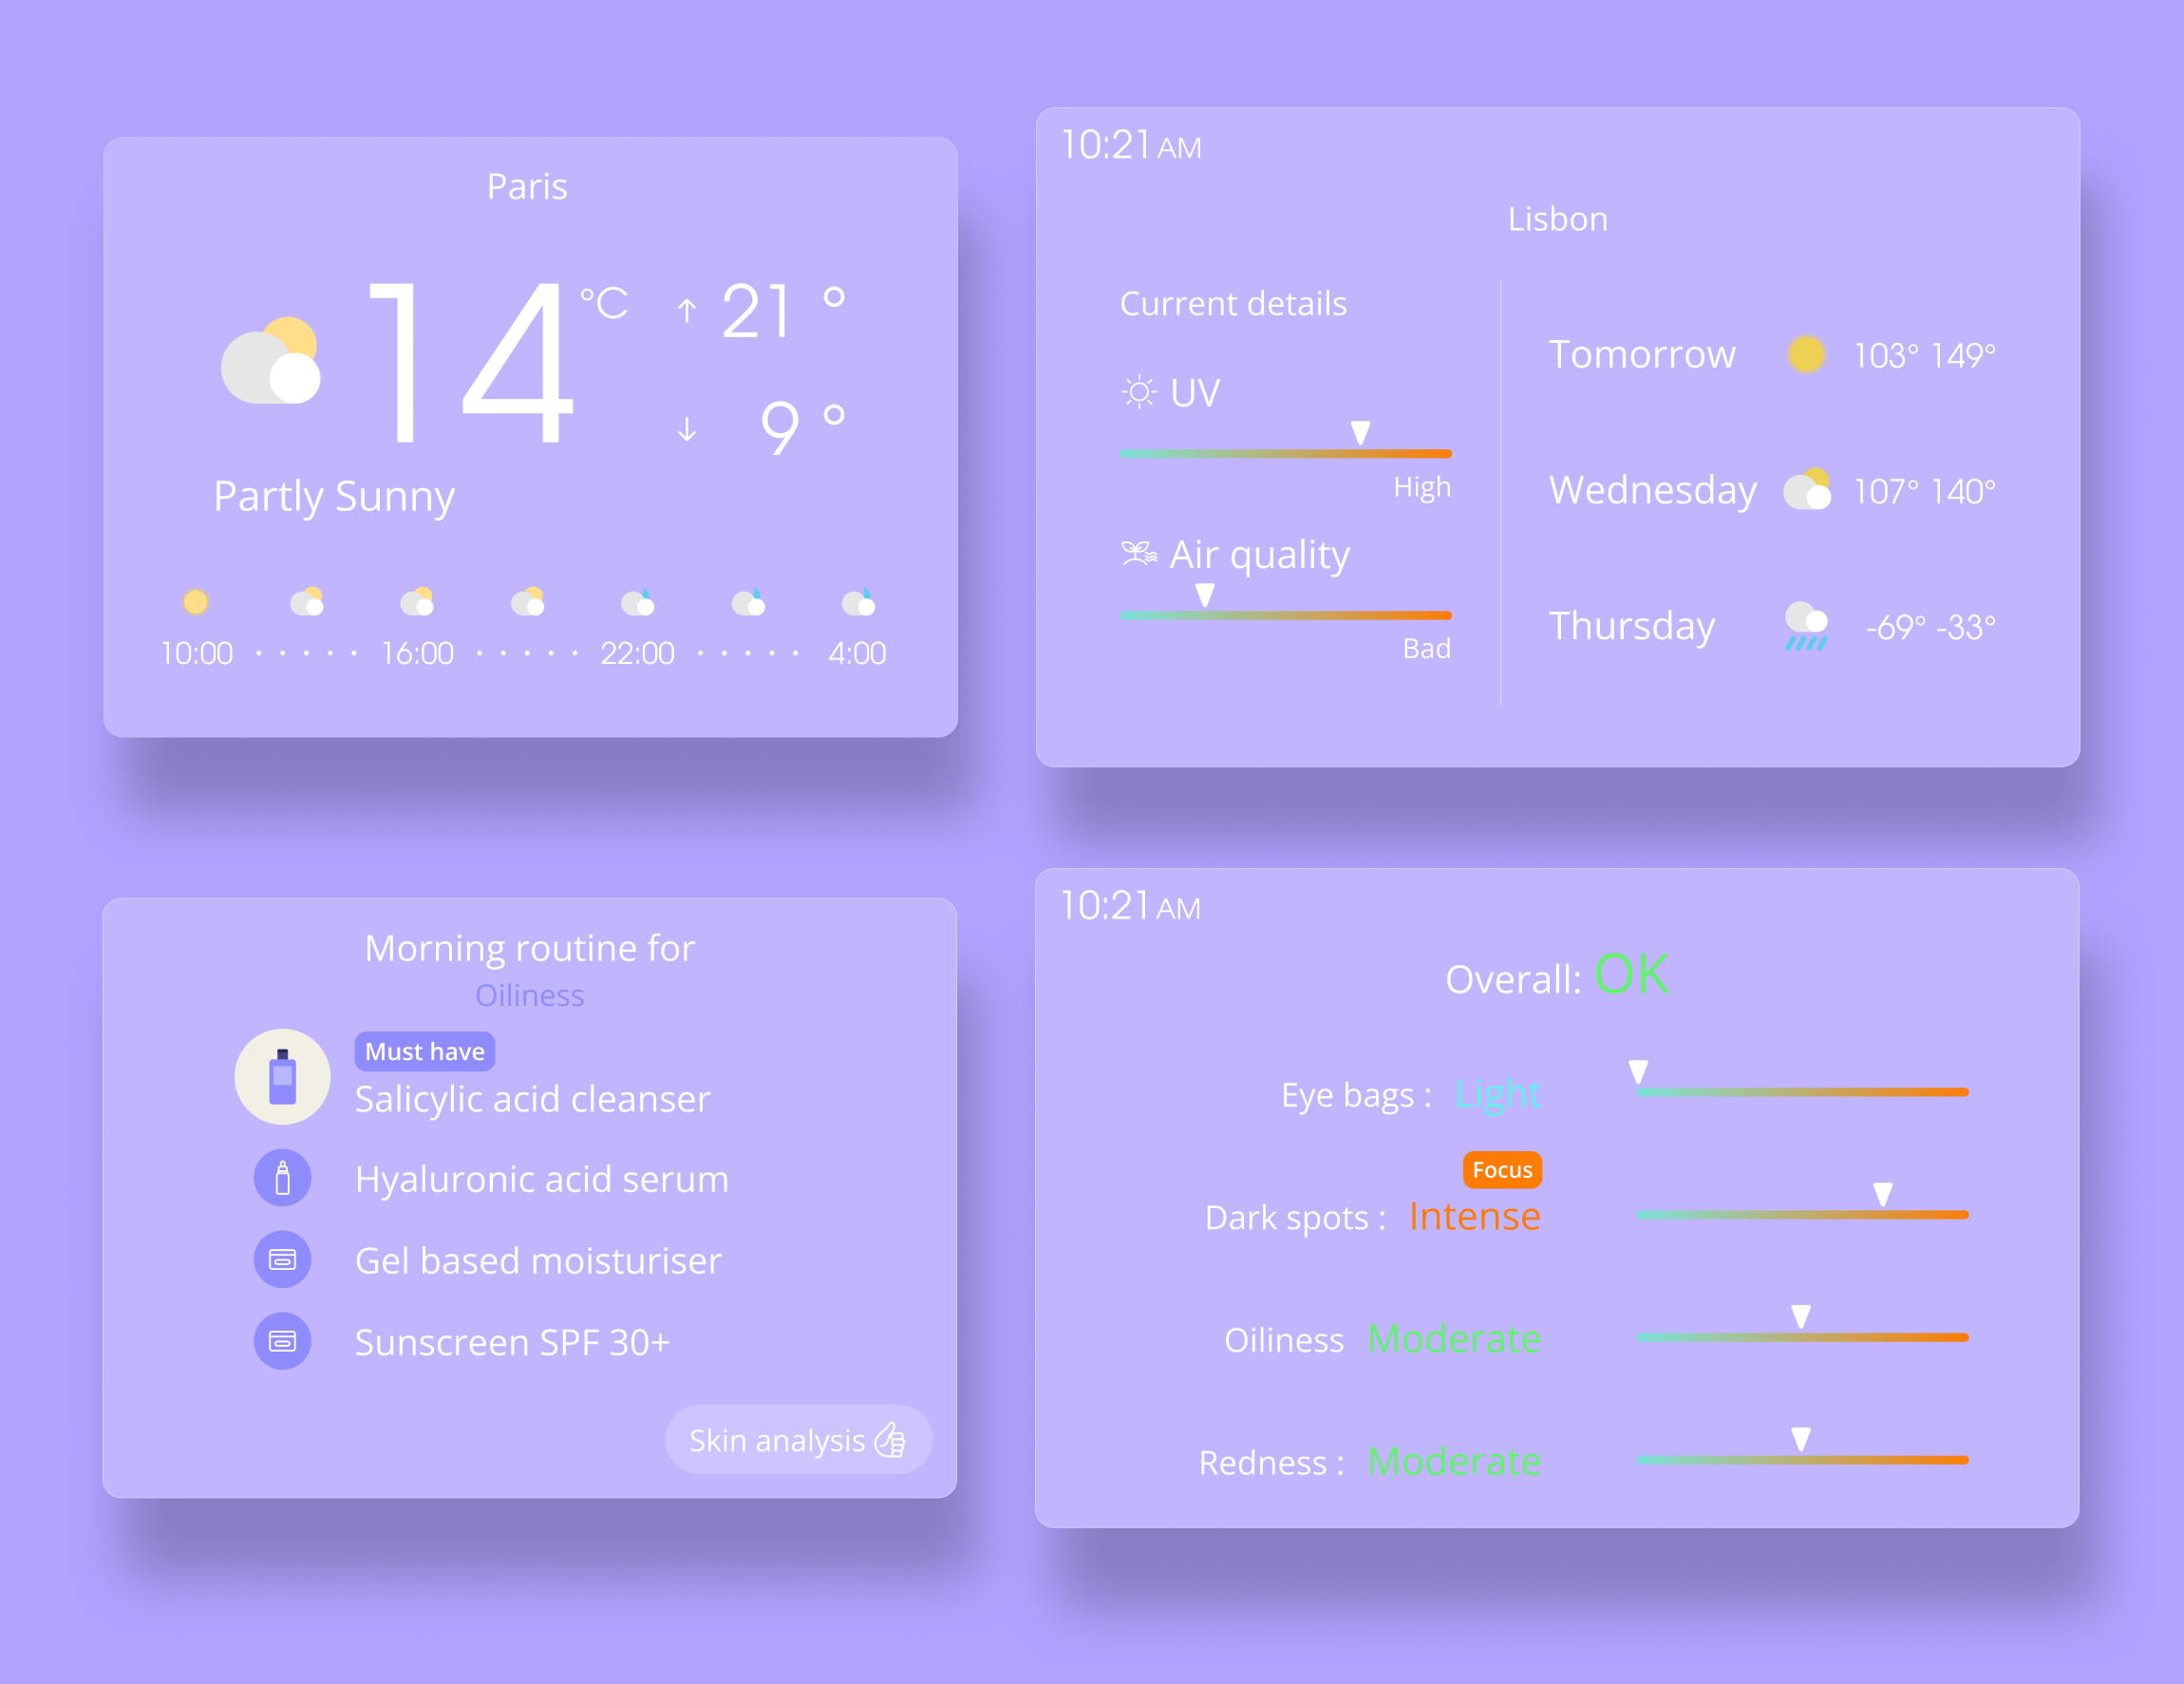 Paris
14 °C
↑ 21 °
↓ 9 °
Partly Sunny
10:00 · · · · · 16:00 · · · · · 22:00 · · · · · 4:00
10:21 AM
Lisbon
Current details
UV
High
Air quality
Bad
Tomorrow 103° 149°
Wednesday 107° 140°
Thursday -69° -33°
Morning routine for
Oiliness
Must have
Salicylic acid cleanser
Hyaluronic acid serum
Gel based moisturiser
Sunscreen SPF 30+
Skin analysis
10:21 AM
Overall: OK
Eye bags : Light
Focus
Dark spots : Intense
Oiliness Moderate
Redness : Moderate